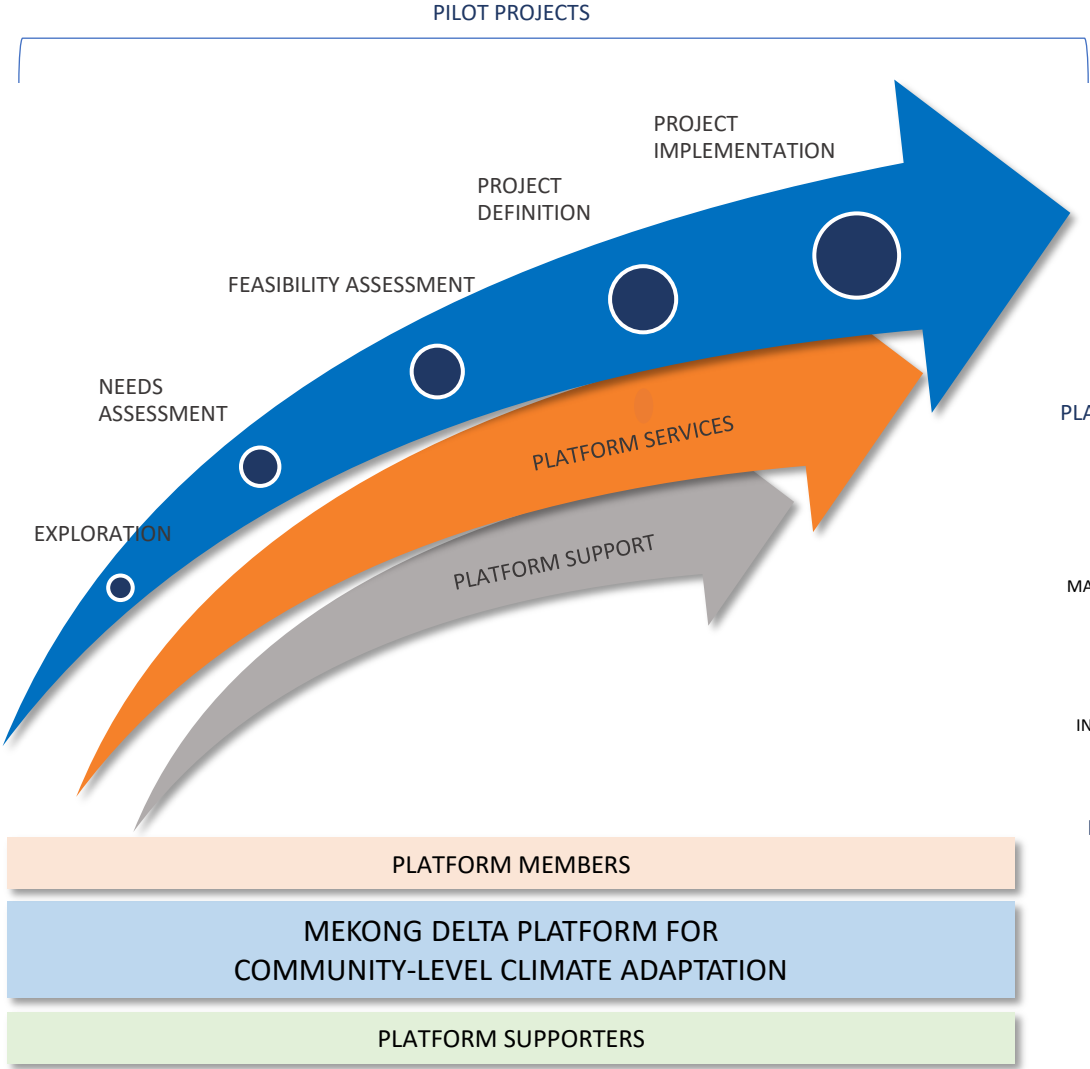 PILOT PROJECTS
PROJECT
IMPLEMENTATION
PROJECT
DEFINITION
FEASIBILITY ASSESSMENT
NEEDS
ASSESSMENT
EXPLORATION
PLATFORM SERVICES
PLATFORM SUPPORT
PLATFORM MEMBERS
MEKONG DELTA PLATFORM FOR
COMMUNITY-LEVEL CLIMATE ADAPTATION
PLATFORM SUPPORTERS